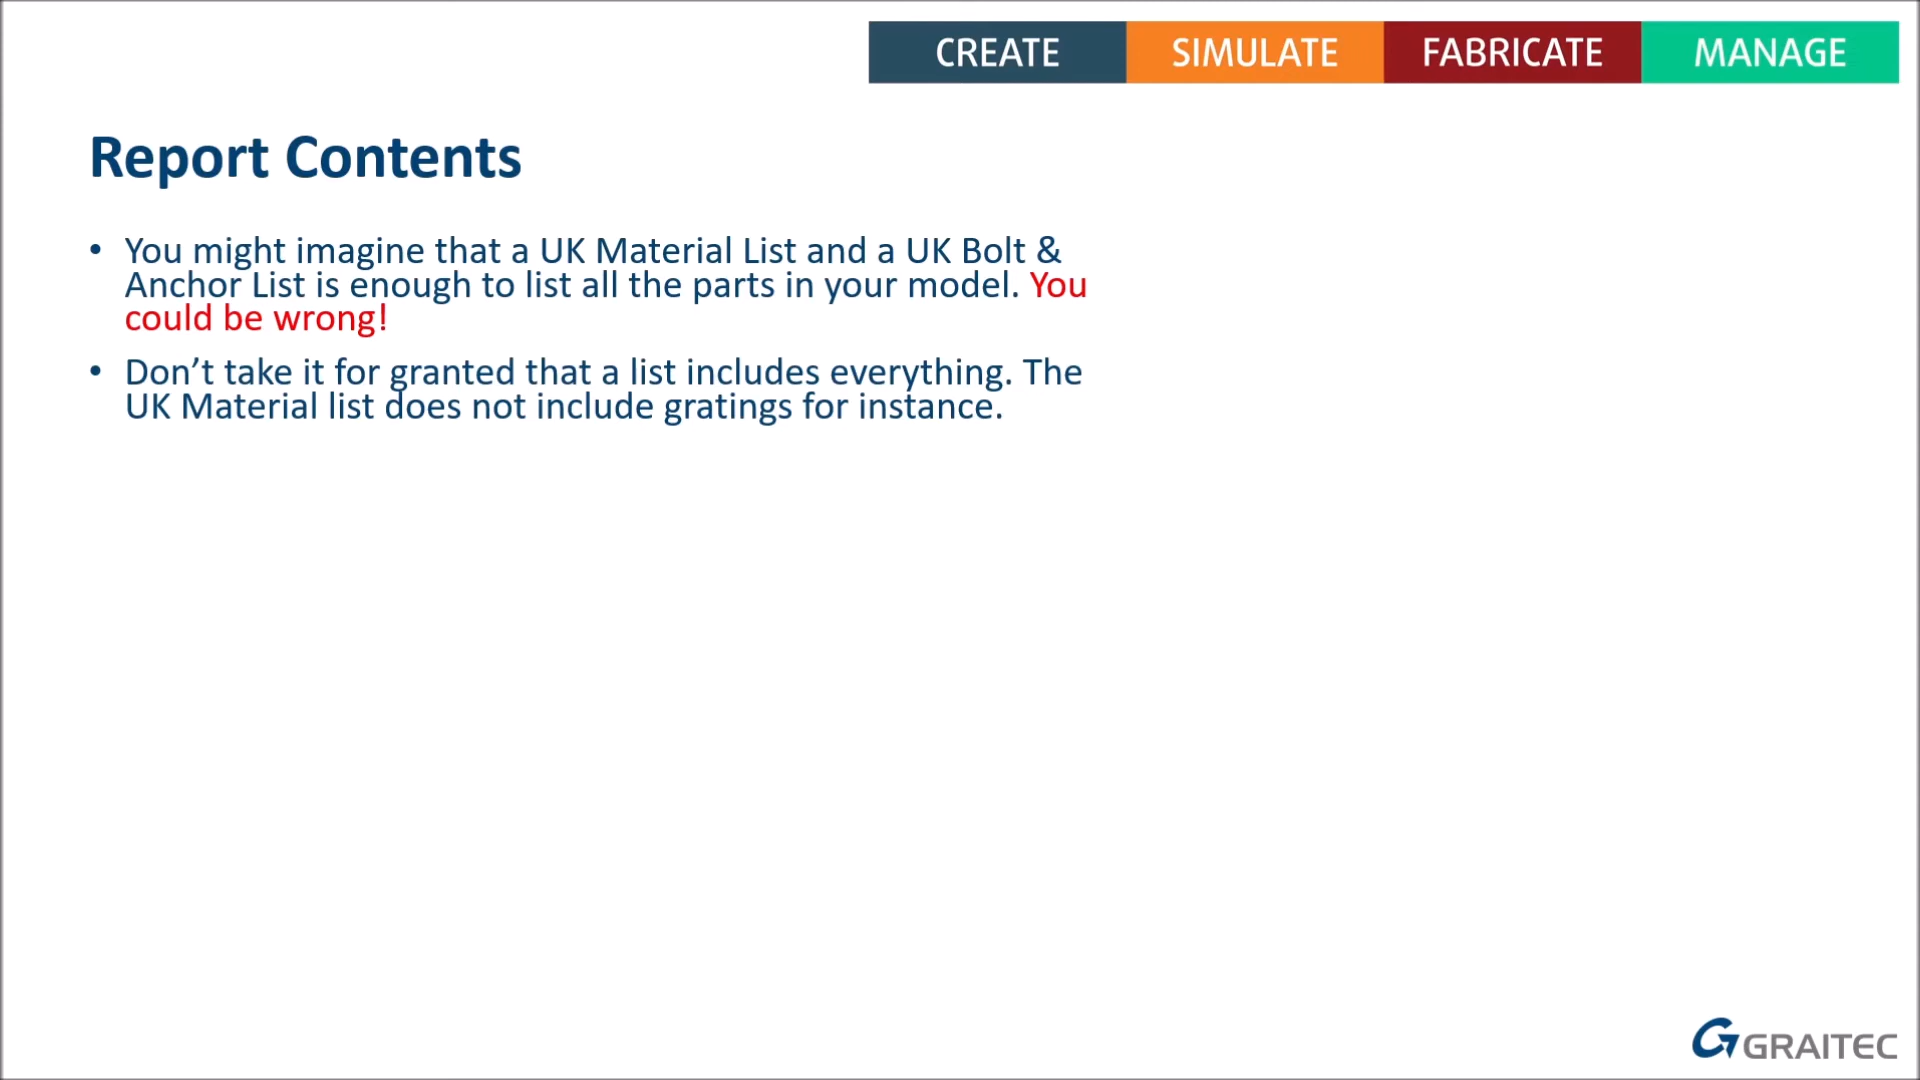 CREATE SIMULATE FABRICATE MANAGE
Report Contents
• You might imagine that a UK Material List and a UK Bolt &
Anchor List is enough to list all the parts in your model. You
could be wrong!
• Don’t take it for granted that a list includes everything. The
UK Material list does not include gratings for instance.
GRAITEC